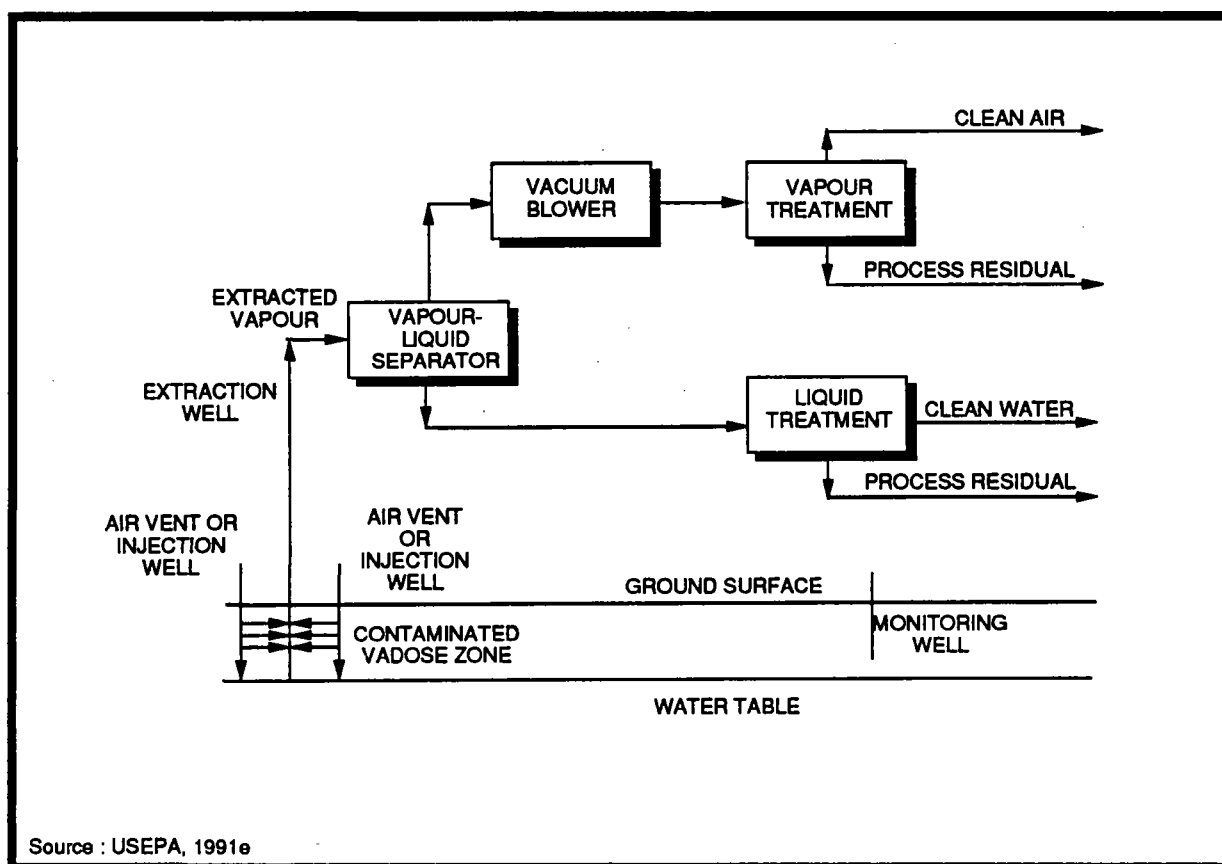 CLEAN AIR
VACUUM
BLOWER
VAPOUR
TREATMENT
PROCESS RESIDUAL
EXTRACTED
VAPOUR
VAPOUR-
LIQUID
SEPARATOR
EXTRACTION
WELL
LIQUID
TREATMENT
CLEAN WATER
PROCESS RESIDUAL
AIR VENT OR
INJECTION
WELL
AIR VENT
OR
INJECTION
WELL
GROUND SURFACE
CONTAMINATED
VADOSE ZONE
MONITORING
WELL
WATER TABLE
Source : USEPA, 1991e